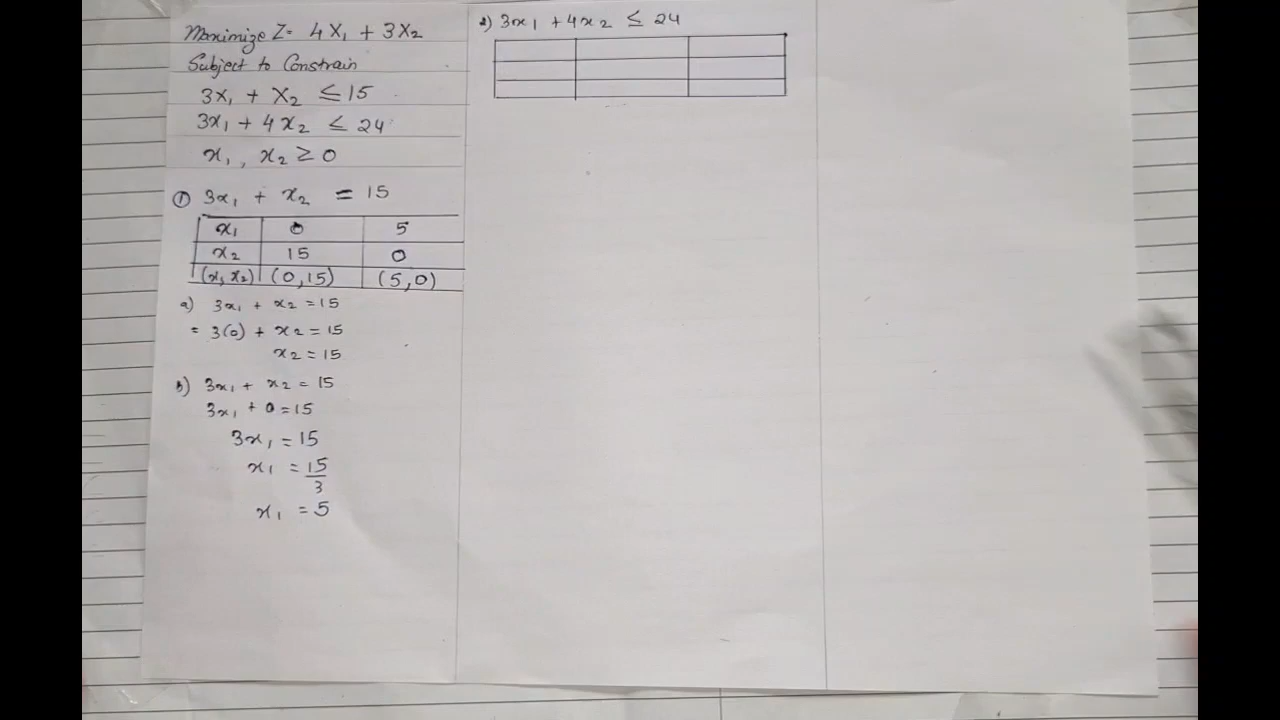 Maximize Z= 4X₁ + 3X₂
Subject to Constrain
3X₁ + X₂ ≤ 15
3x₁ + 4x₂ ≤ 24
x₁, x₂ ≥ 0
① 3x₁ + x₂ = 15
x₁ 0 5
x₂ 15 0
(x₁ x₂) (0,15) (5,0)
a) 3x₁ + x₂ = 15
= 3(0) + x₂ = 15
x₂ = 15
b) 3x₁ + x₂ = 15
3x₁ + 0 = 15
3x₁ = 15
x₁ = 15/3
x₁ = 5
2) 3x₁ + 4x₂ ≤ 24